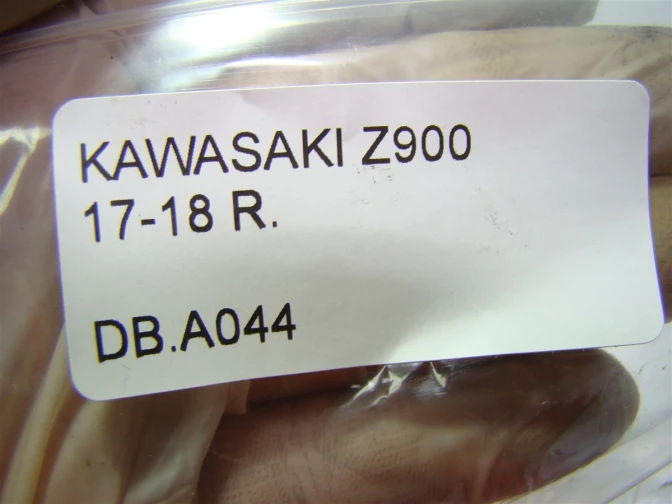 KAWASAKI Z900
17-18 R.
DB.A044